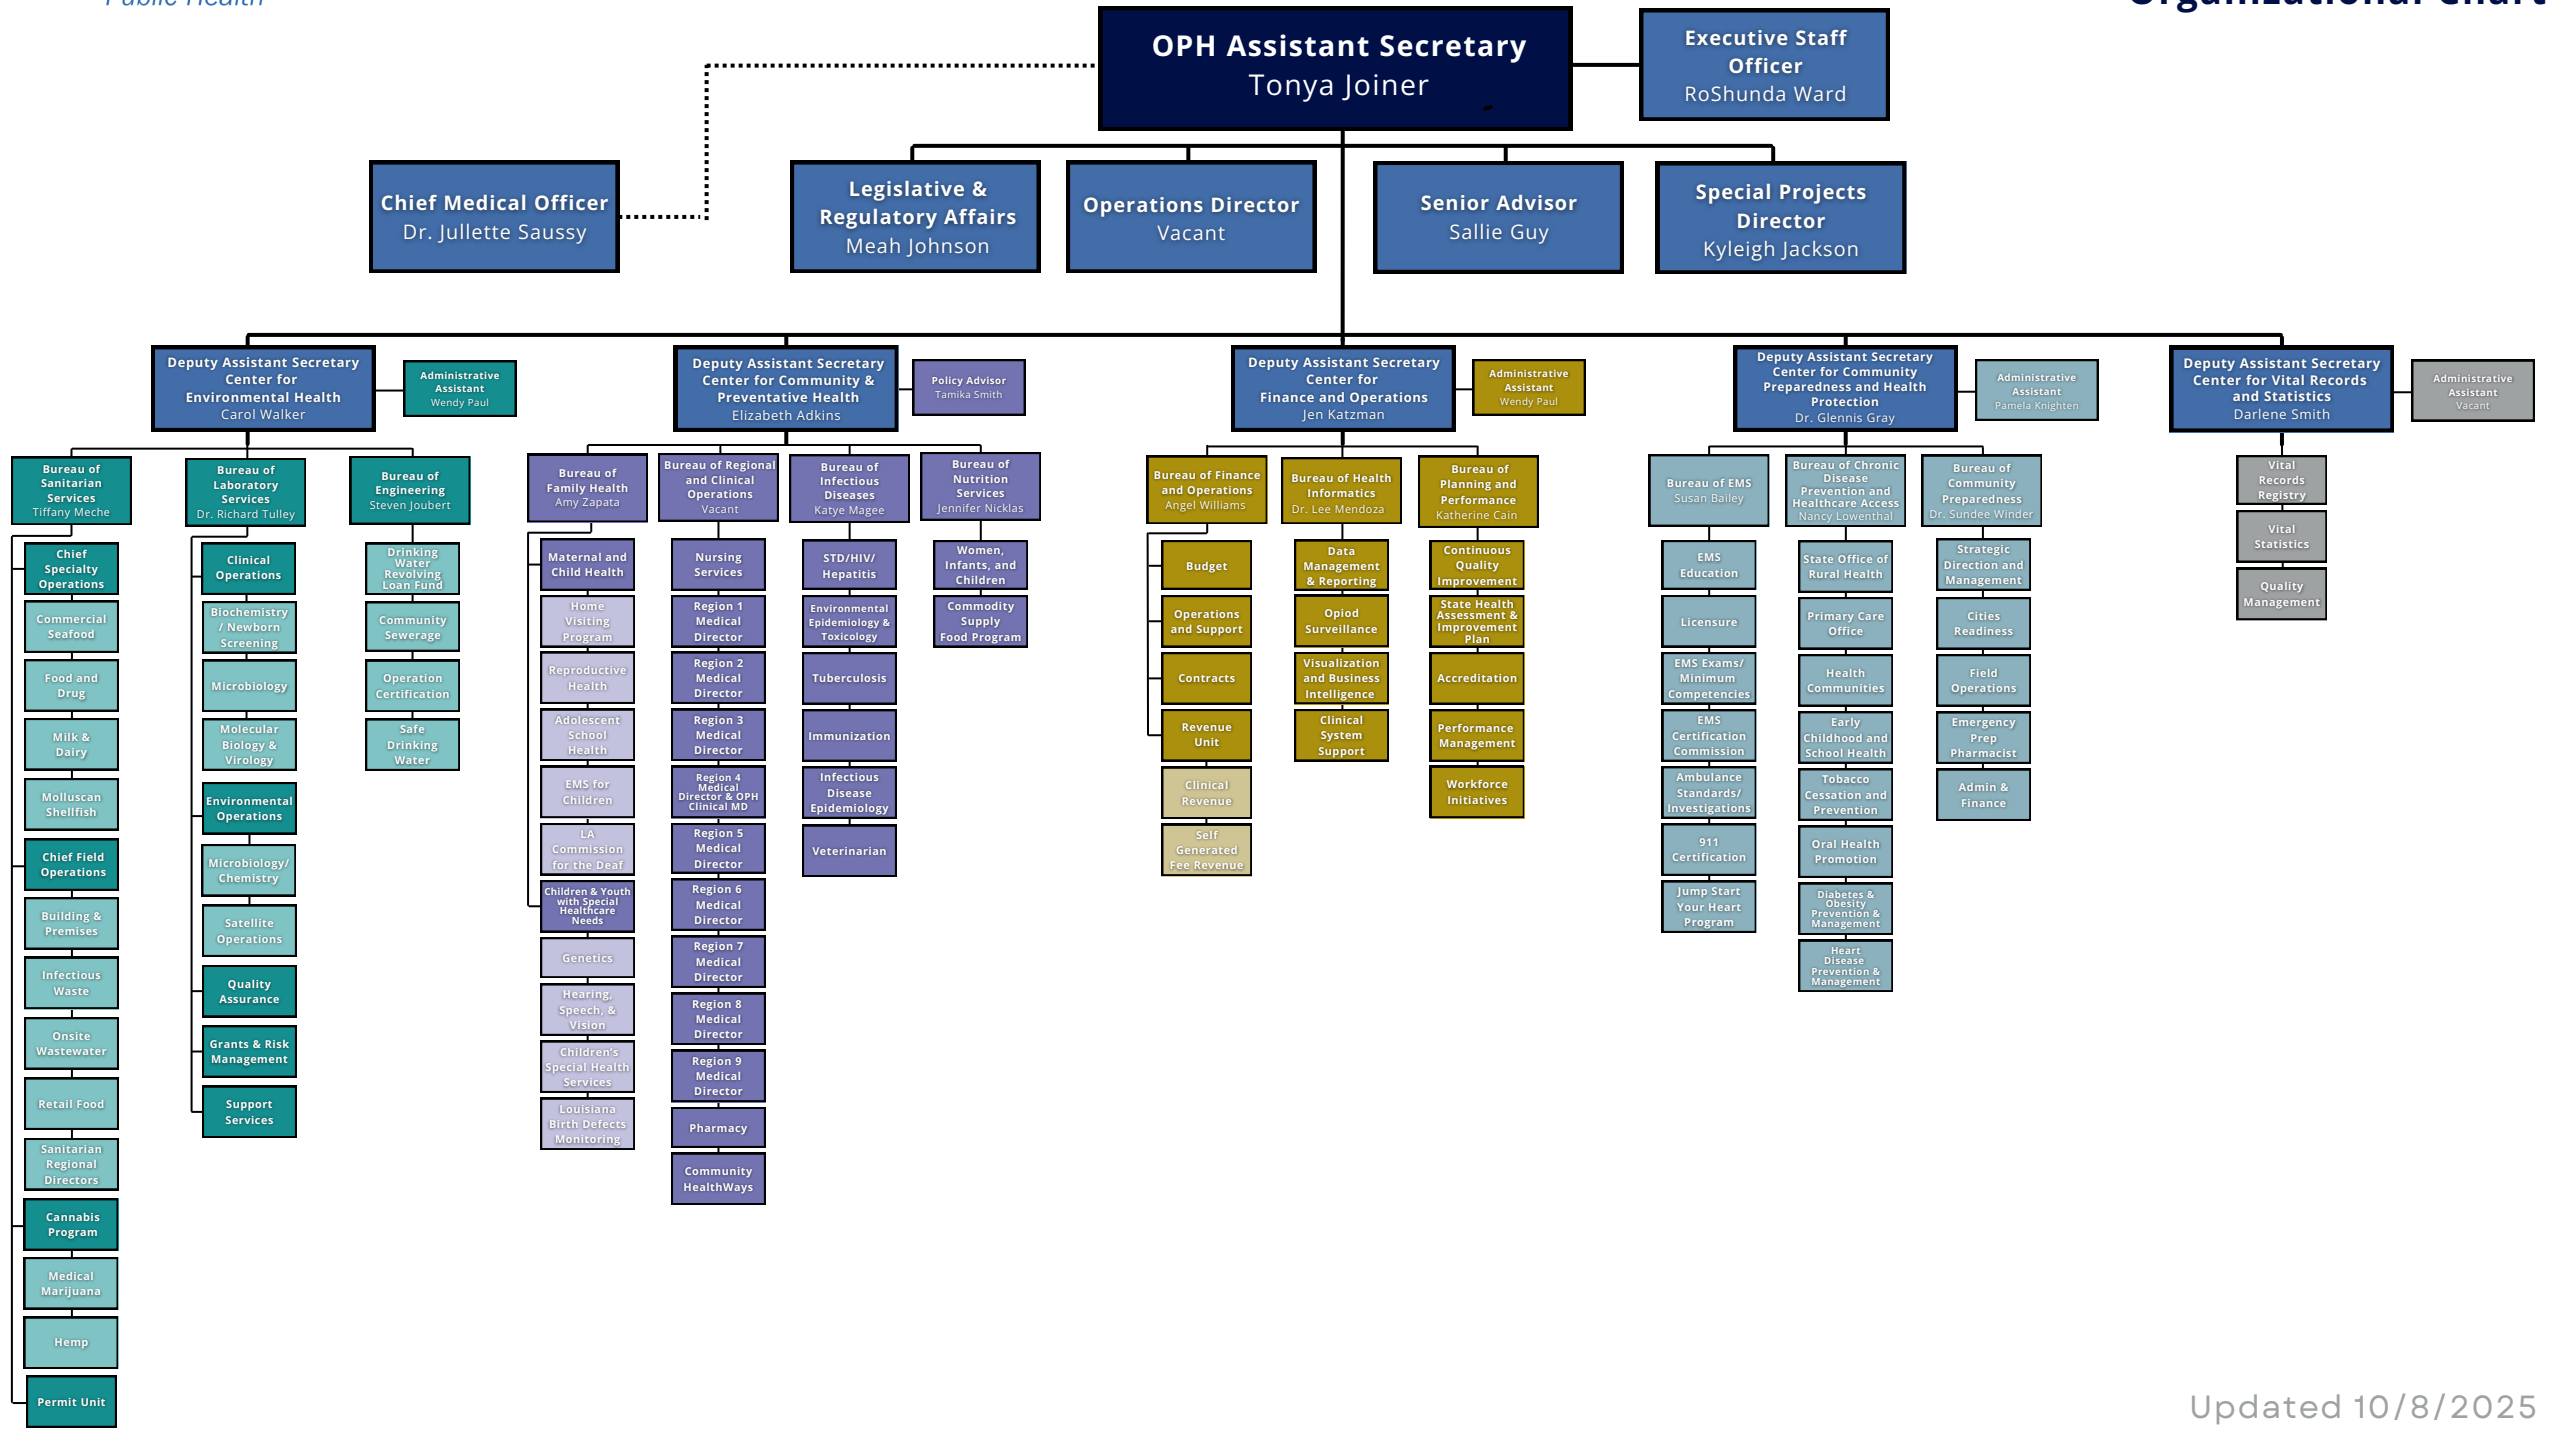 Public Health
Organizational Chart
OPH Assistant Secretary
Tonya Joiner
Executive Staff
Officer
RoShunda Ward
Chief Medical Officer
Dr. Jullette Saussy
Legislative &
Regulatory Affairs
Meah Johnson
Operations Director
Vacant
Senior Advisor
Sallie Guy
Special Projects
Director
Kyleigh Jackson
Deputy Assistant Secretary
Center for
Environmental Health
Carol Walker
Administrative
Assistant
Wendy Paul
Deputy Assistant Secretary
Center for Community &
Preventative Health
Elizabeth Adkins
Policy Advisor
Tamika Smith
Deputy Assistant Secretary
Center for
Finance and Operations
Jen Katzman
Administrative
Assistant
Wendy Paul
Deputy Assistant Secretary
Center for Community
Preparedness and Health
Protection
Dr. Glennis Gray
Administrative
Assistant
Pamela Knighten
Deputy Assistant Secretary
Center for Vital Records
and Statistics
Darlene Smith
Administrative
Assistant
Vacant
Bureau of
Sanitarian
Services
Tiffany Meche
Chief
Specialty
Operations
Commercial
Seafood
Food and
Drug
Milk &
Dairy
Molluscan
Shellfish
Chief Field
Operations
Building &
Premises
Infectious
Waste
Onsite
Wastewater
Retail Food
Sanitarian
Regional
Directors
Cannabis
Program
Medical
Marijuana
Hemp
Permit Unit
Bureau of
Laboratory
Services
Dr. Richard Tulley
Clinical
Operations
Biochemistry
/ Newborn
Screening
Microbiology
Molecular
Biology &
Virology
Environmental
Operations
Microbiology/
Chemistry
Satellite
Operations
Quality
Assurance
Grants & Risk
Management
Support
Services
Bureau of
Engineering
Steven Joubert
Drinking
Water
Revolving
Loan Fund
Community
Sewerage
Operation
Certification
Safe
Drinking
Water
Bureau of
Family Health
Amy Zapata
Maternal and
Child Health
Home
Visiting
Program
Reproductive
Health
Adolescent
School
Health
EMS for
Children
LA
Commission
for the Deaf
Children & Youth
with Special
Healthcare
Needs
Genetics
Hearing,
Speech, &
Vision
Children's
Special Health
Services
Louisiana
Birth Defects
Monitoring
Bureau of Regional
and Clinical
Operations
Vacant
Nursing
Services
Region 1
Medical
Director
Region 2
Medical
Director
Region 3
Medical
Director
Region 4
Medical
Director & OPH
Clinical MD
Region 5
Medical
Director
Region 6
Medical
Director
Region 7
Medical
Director
Region 8
Medical
Director
Region 9
Medical
Director
Pharmacy
Community
HealthWays
Bureau of
Infectious
Diseases
Katye Magee
STD/HIV/
Hepatitis
Environmental
Epidemiology &
Toxicology
Tuberculosis
Immunization
Infectious
Disease
Epidemiology
Veterinarian
Bureau of
Nutrition
Services
Jennifer Nicklas
Women,
Infants, and
Children
Commodity
Supply
Food Program
Bureau of Finance
and Operations
Angel Williams
Budget
Operations
and Support
Contracts
Revenue
Unit
Clinical
Revenue
Self
Generated
Fee Revenue
Bureau of Health
Informatics
Dr. Lee Mendoza
Data
Management
& Reporting
Opiod
Surveillance
Visualization
and Business
Intelligence
Clinical
System
Support
Bureau of
Planning and
Performance
Katherine Cain
Continuous
Quality
Improvement
State Health
Assessment &
Improvement
Plan
Accreditation
Performance
Management
Workforce
Initiatives
Bureau of EMS
Susan Bailey
EMS
Education
Licensure
EMS Exams/
Minimum
Competencies
EMS
Certification
Commission
Ambulance
Standards/
Investigations
911
Certification
Jump Start
Your Heart
Program
Bureau of Chronic
Disease
Prevention and
Healthcare Access
Nancy Lowenthal
State Office of
Rural Health
Primary Care
Office
Health
Communities
Early
Childhood and
School Health
Tobacco
Cessation and
Prevention
Oral Health
Promotion
Diabetes &
Obesity
Prevention &
Management
Heart
Disease
Prevention &
Management
Bureau of
Community
Preparedness
Dr. Sundee Winder
Strategic
Direction and
Management
Cities
Readiness
Field
Operations
Emergency
Prep
Pharmacist
Admin &
Finance
Vital
Records
Registry
Vital
Statistics
Quality
Management
Updated 10/8/2025